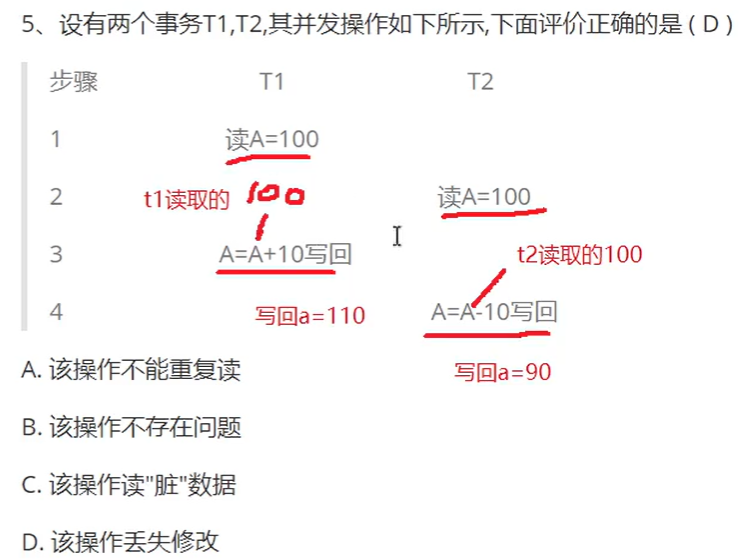 5、设有两个事务T1,T2,其并发操作如下所示,下面评价正确的是 ( D )
步骤 T1 T2
1 读A=100
2 t1读取的 100 读A=100
3 A=A+10写回 t2读取的100
4 写回a=110 A=A-10写回
A. 该操作不能重复读 写回a=90
B. 该操作不存在问题
C. 该操作读"脏"数据
D. 该操作丢失修改